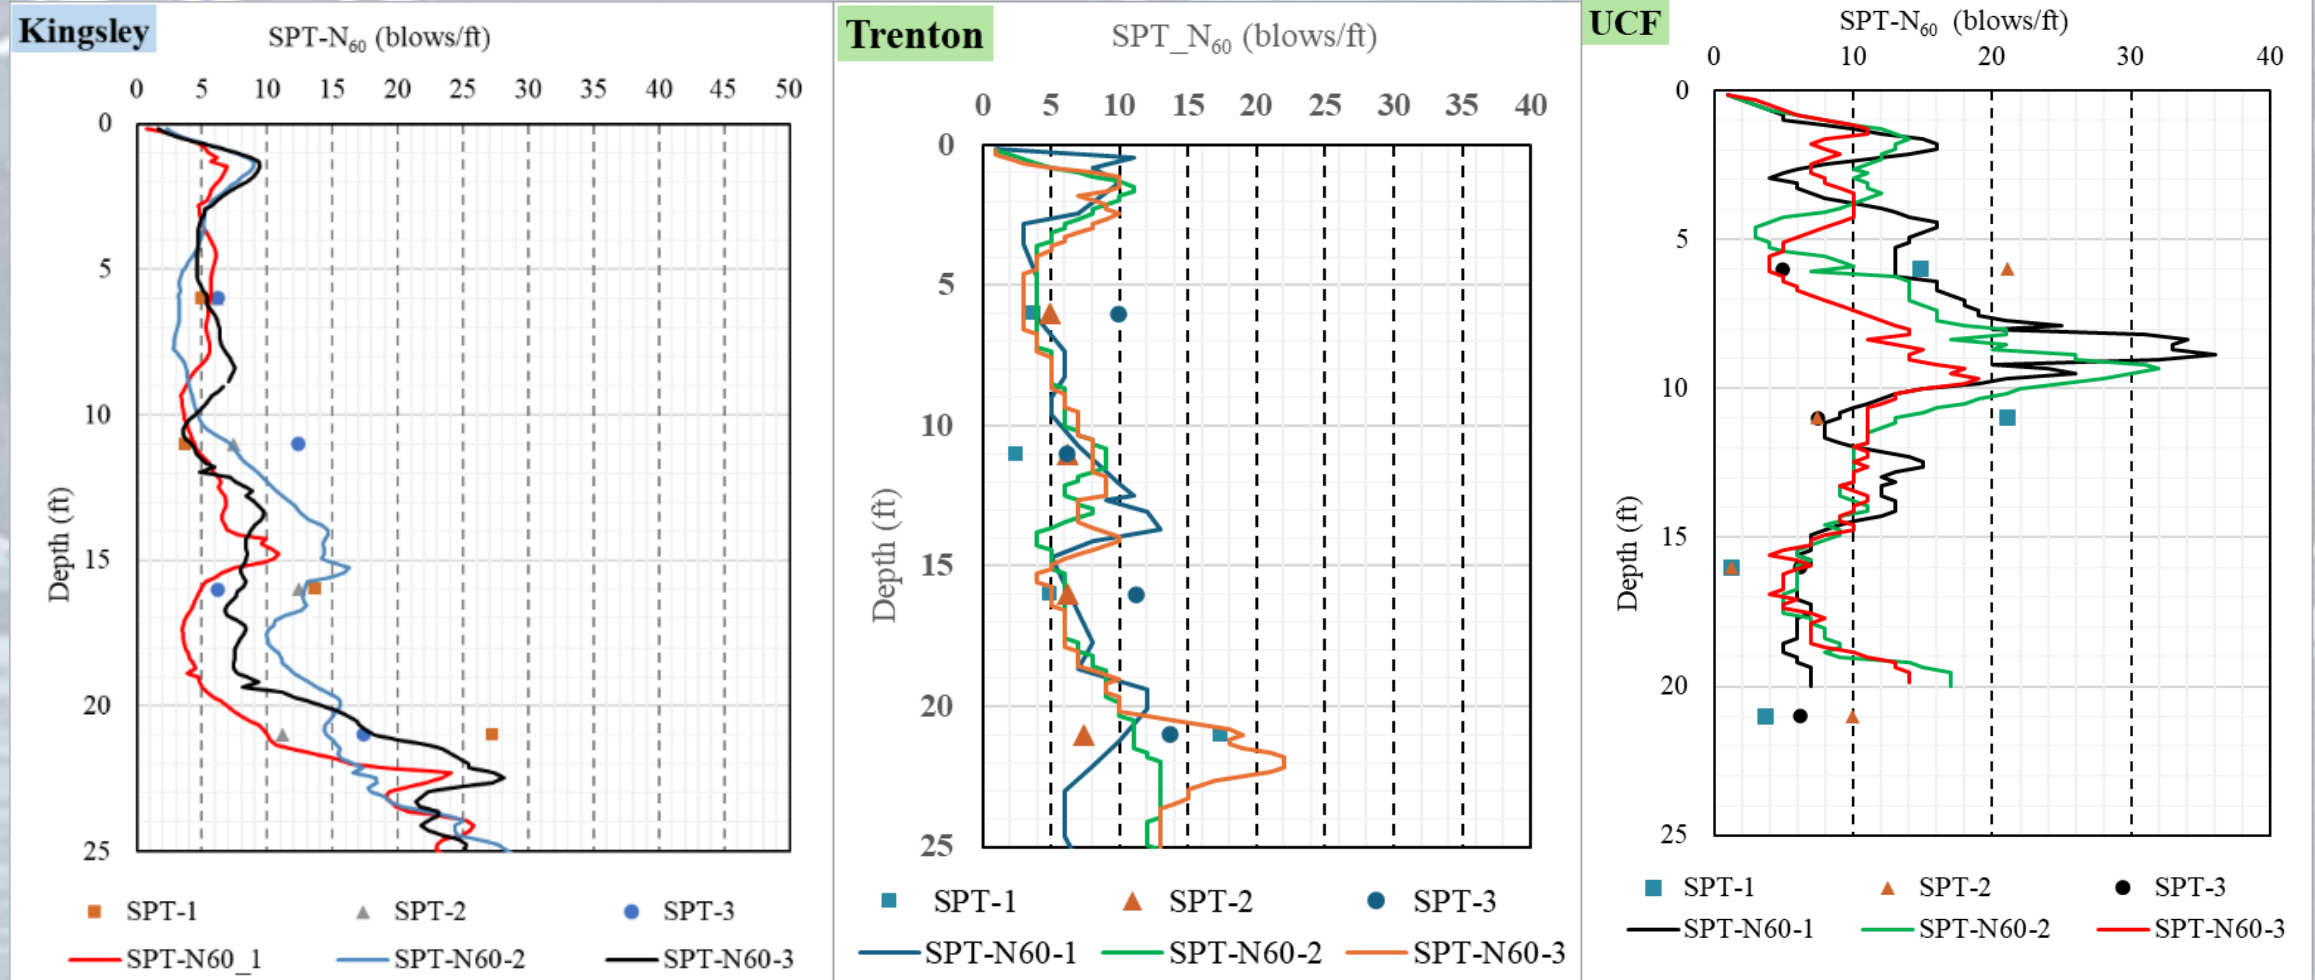 Kingsley
SPT-N60 (blows/ft)
0 5 10 15 20 25 30 35 40 45 50
0
5
10
15
20
25
Depth (ft)
SPT-1 SPT-2 SPT-3
SPT-N60_1 SPT-N60-2 SPT-N60-3
Trenton
SPT_N60 (blows/ft)
0 5 10 15 20 25 30 35 40
0
5
10
15
20
25
Depth (ft)
SPT-1 SPT-2 SPT-3
SPT-N60-1 SPT-N60-2 SPT-N60-3
UCF
SPT-N60 (blows/ft)
0 10 20 30 40
0
5
10
15
20
25
Depth (ft)
SPT-1 SPT-2 SPT-3
SPT-N60-1 SPT-N60-2 SPT-N60-3